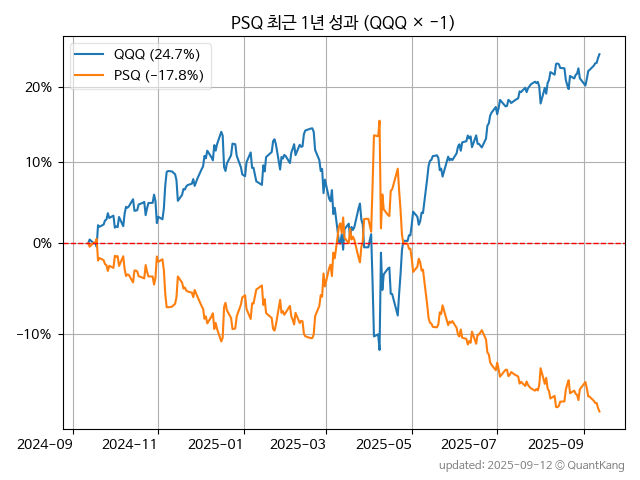 PSQ 최근 1년 성과 (QQQ × -1)
QQQ (24.7%)
PSQ (-17.8%)
20%
10%
0%
-10%
2024-09 2024-11 2025-01 2025-03 2025-05 2025-07 2025-09
updated: 2025-09-12 © QuantKang